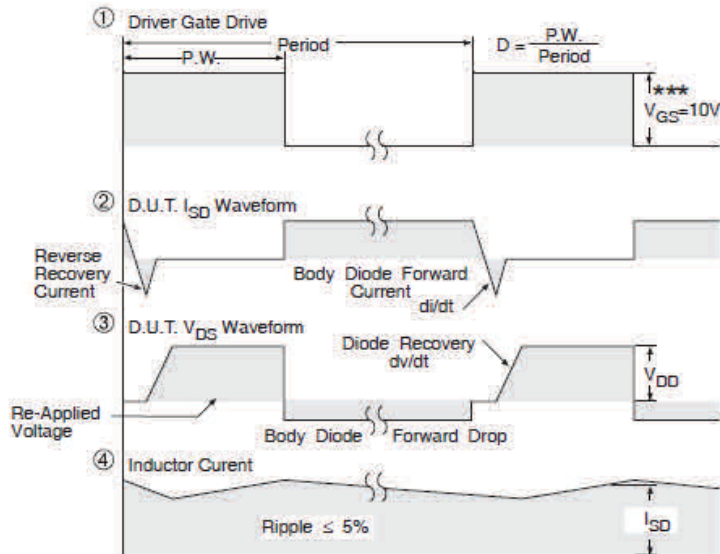 ① Driver Gate Drive
Period
P.W.
D = P.W.
Period
***
VGS=10V
② D.U.T. ISD Waveform
Reverse
Recovery
Current
Body Diode Forward
Current
di/dt
③ D.U.T. VDS Waveform
Diode Recovery
dv/dt
VDD
Re-Applied
Voltage
Body Diode
Forward Drop
④ Inductor Curent
Ripple ≤ 5%
ISD